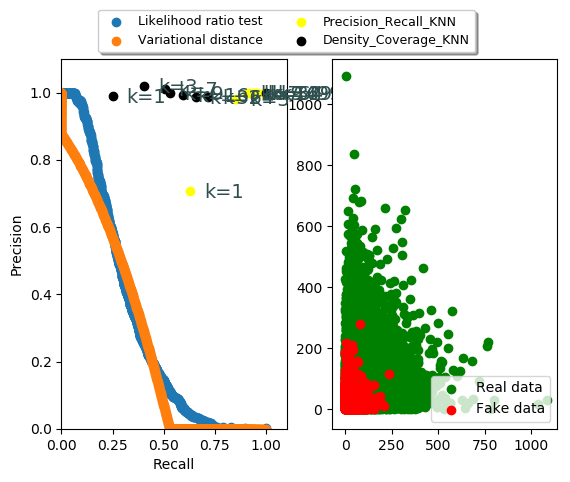 Likelihood ratio test
Variational distance
Precision_Recall_KNN
Density_Coverage_KNN
1.0
0.8
0.6
0.4
0.2
0.0
Precision
k=1
k=3
k=1
0.00
0.25
0.50
0.75
1.00
Recall
1000
800
600
400
200
0
Real data
Fake data
0
250
500
750
1000